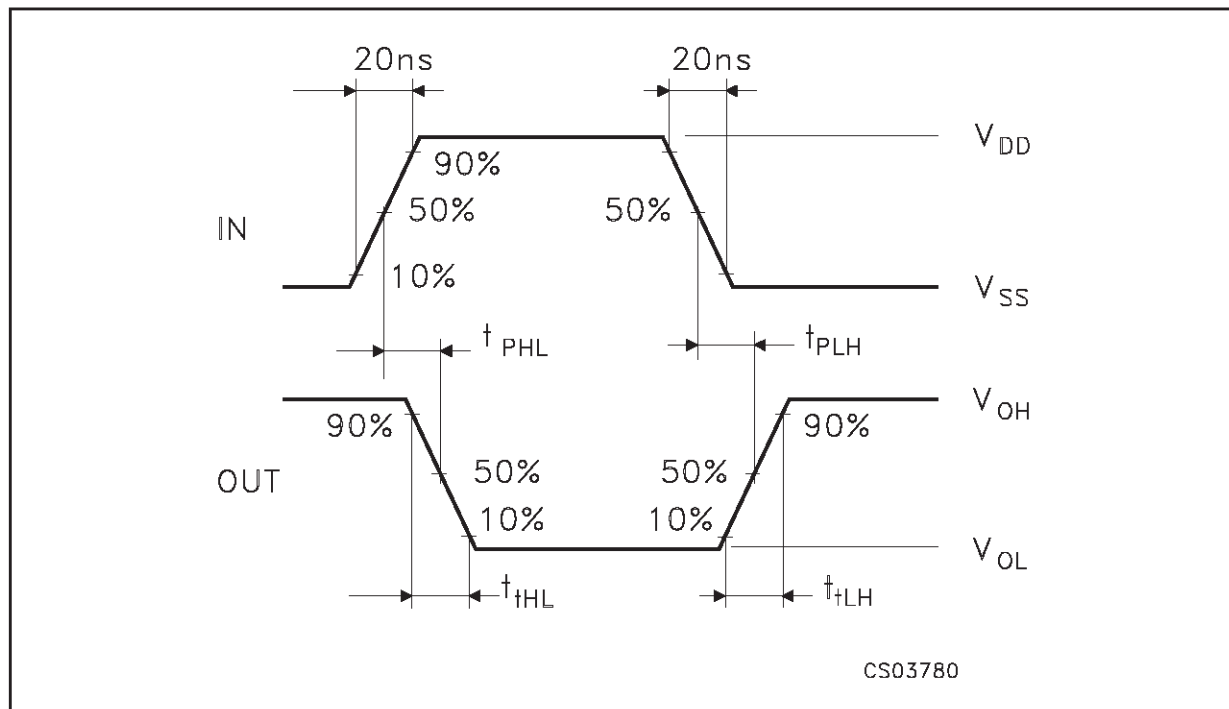 20ns 20ns
V_DD
90%
50% 50%
IN
10%
V_SS
t_PHL t_PLH
V_OH
90% 90%
50% 50%
OUT
10% 10%
V_OL
t_tHL t_tLH
CS03780